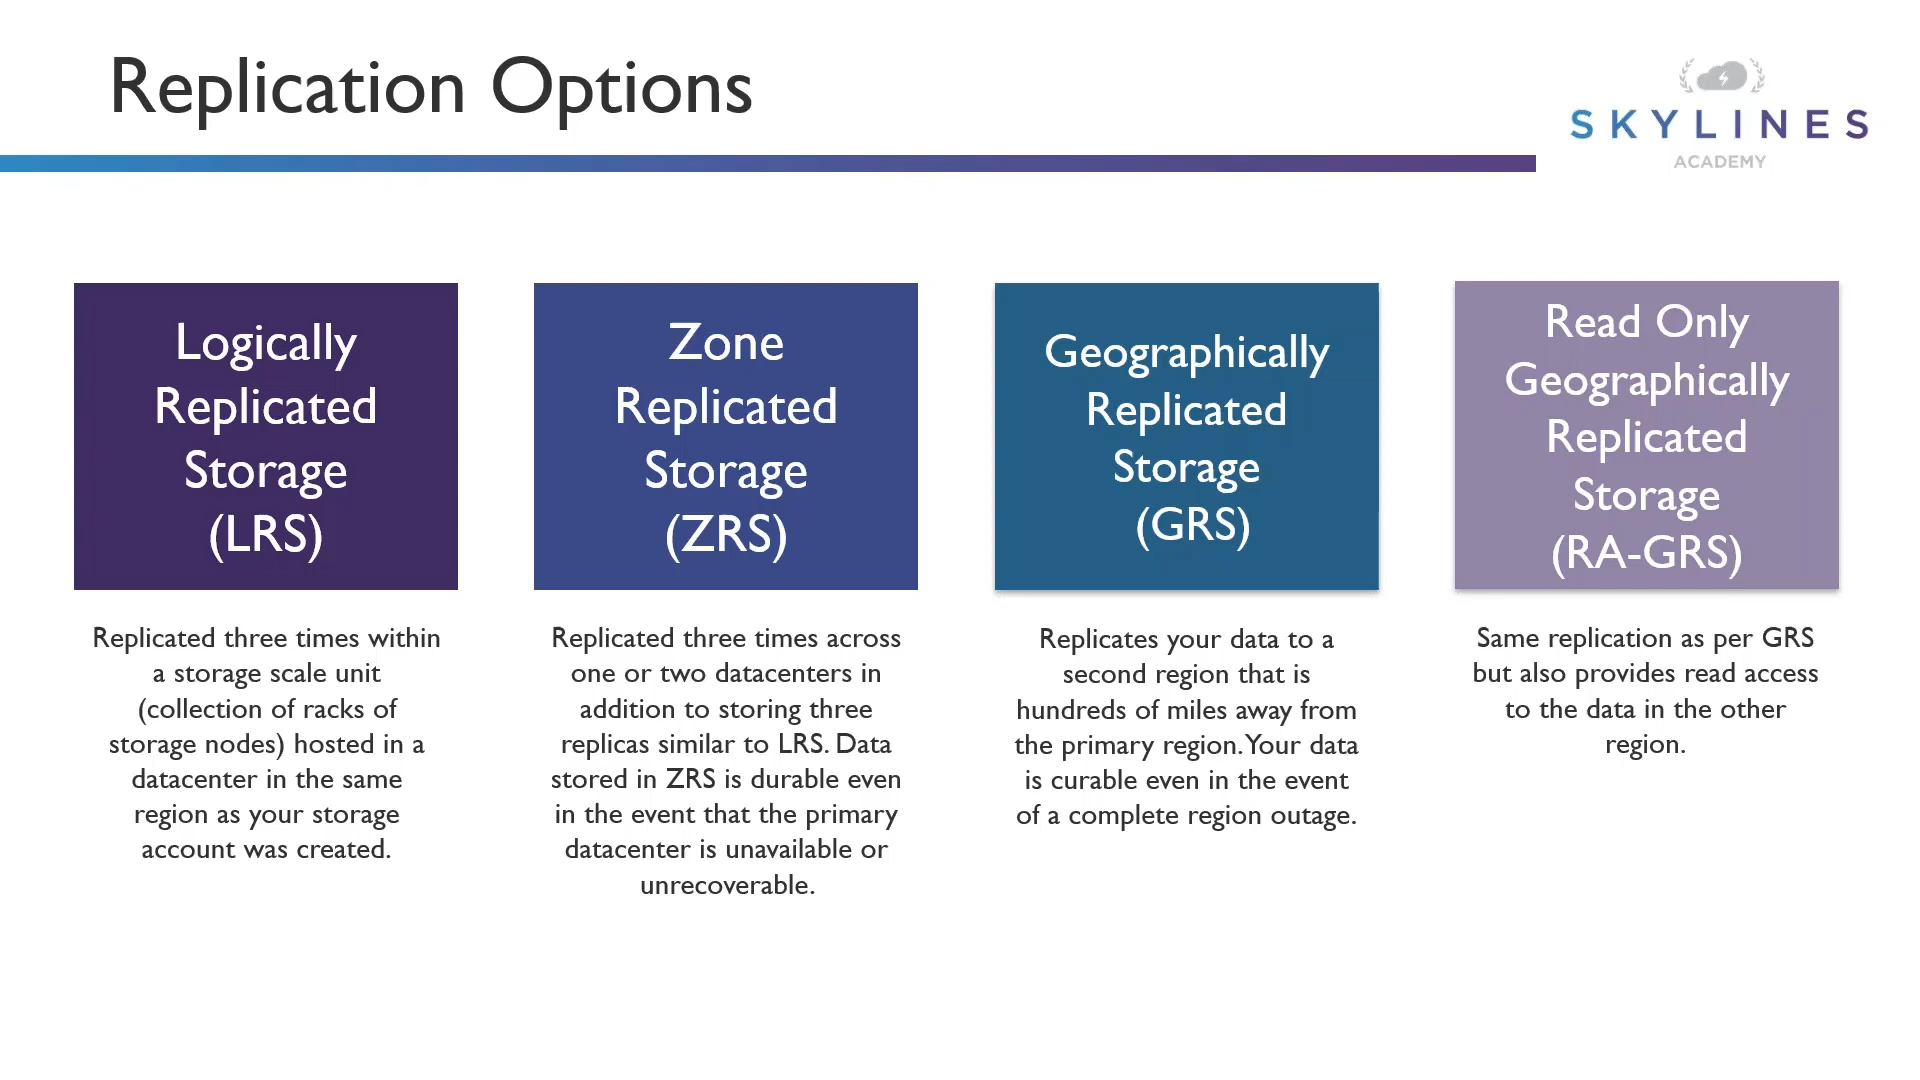 Replication Options
SKYLINES
ACADEMY
Logically
Replicated
Storage
(LRS)
Replicated three times within
a storage scale unit
(collection of racks of
storage nodes) hosted in a
datacenter in the same
region as your storage
account was created.
Zone
Replicated
Storage
(ZRS)
Replicated three times across
one or two datacenters in
addition to storing three
replicas similar to LRS. Data
stored in ZRS is durable even
in the event that the primary
datacenter is unavailable or
unrecoverable.
Geographically
Replicated
Storage
(GRS)
Replicates your data to a
second region that is
hundreds of miles away from
the primary region. Your data
is curable even in the event
of a complete region outage.
Read Only
Geographically
Replicated
Storage
(RA-GRS)
Same replication as per GRS
but also provides read access
to the data in the other
region.